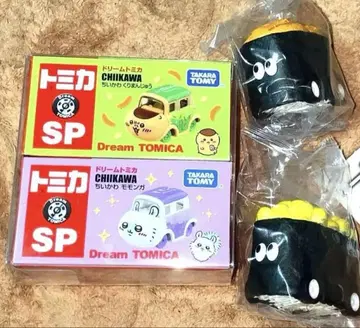 トミカ
SP
ドリームトミカ
CHIIKAWA
ちいかわ くりまんじゅう
TAKARA
TOMY
Dream TOMICA
トミカ
SP
ドリームトミカ
CHIIKAWA
ちいかわ モモンガ
TAKARA
TOMY
Dream TOMICA